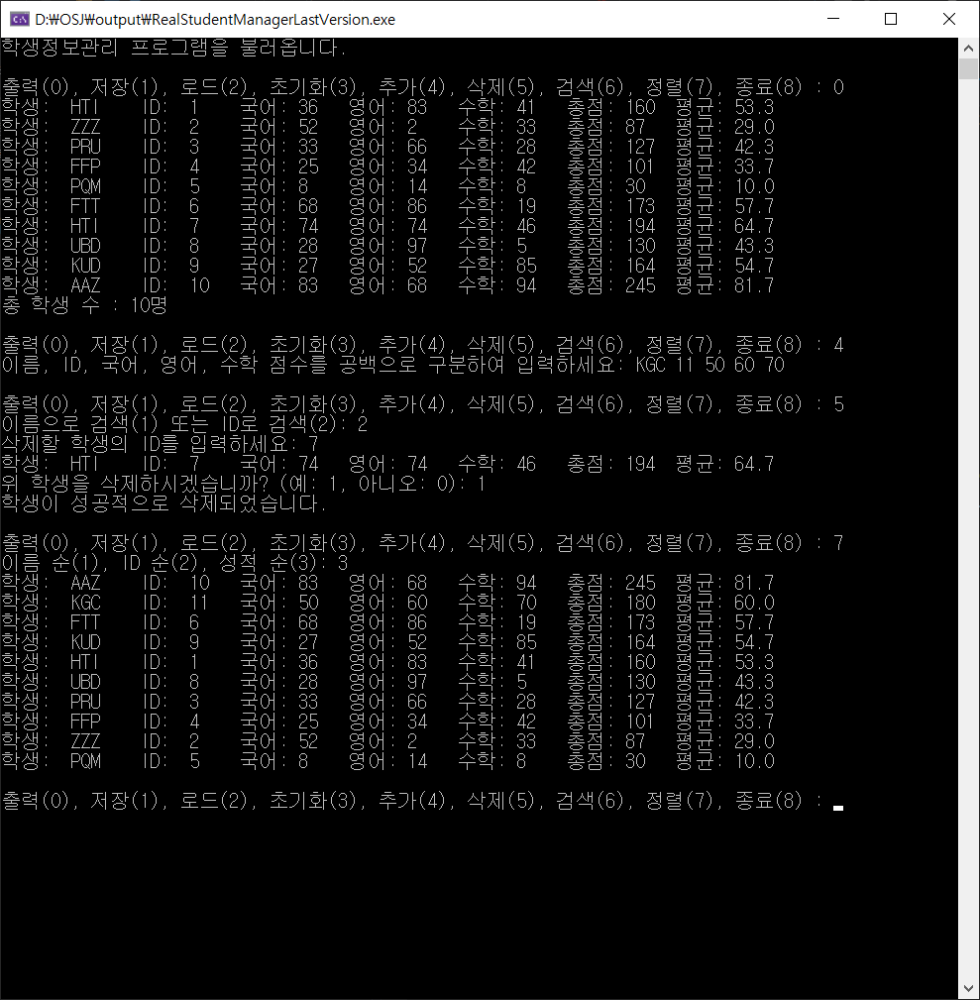 D:₩OSJ₩output₩RealStudentManagerLastVersion.exe
학생정보관리 프로그램을 불러옵니다.
출력(0), 저장(1), 로드(2), 초기화(3), 추가(4), 삭제(5), 검색(6), 정렬(7), 종료(8) : 0
학생: HTI ID: 1 국어: 36 영어: 83 수학: 41 총점: 160 평균: 53.3
학생: ZZZ ID: 2 국어: 52 영어: 2 수학: 33 총점: 87 평균: 29.0
학생: PRU ID: 3 국어: 33 영어: 66 수학: 28 총점: 127 평균: 42.3
학생: FFP ID: 4 국어: 25 영어: 34 수학: 42 총점: 101 평균: 33.7
학생: PQM ID: 5 국어: 8 영어: 14 수학: 8 총점: 30 평균: 10.0
학생: FTT ID: 6 국어: 68 영어: 86 수학: 19 총점: 173 평균: 57.7
학생: HTI ID: 7 국어: 74 영어: 74 수학: 46 총점: 194 평균: 64.7
학생: UBD ID: 8 국어: 28 영어: 97 수학: 5 총점: 130 평균: 43.3
학생: KUD ID: 9 국어: 27 영어: 52 수학: 85 총점: 164 평균: 54.7
학생: AAZ ID: 10 국어: 83 영어: 68 수학: 94 총점: 245 평균: 81.7
총 학생 수 : 10명
출력(0), 저장(1), 로드(2), 초기화(3), 추가(4), 삭제(5), 검색(6), 정렬(7), 종료(8) : 4
이름, ID, 국어, 영어, 수학 점수를 공백으로 구분하여 입력하세요: KGC 11 50 60 70
출력(0), 저장(1), 로드(2), 초기화(3), 추가(4), 삭제(5), 검색(6), 정렬(7), 종료(8) : 5
이름으로 검색(1) 또는 ID로 검색(2): 2
삭제할 학생의 ID를 입력하세요: 7
학생: HTI ID: 7 국어: 74 영어: 74 수학: 46 총점: 194 평균: 64.7
위 학생을 삭제하시겠습니까? (예: 1, 아니오: 0): 1
학생이 성공적으로 삭제되었습니다.
출력(0), 저장(1), 로드(2), 초기화(3), 추가(4), 삭제(5), 검색(6), 정렬(7), 종료(8) : 7
이름 순(1), ID 순(2), 성적 순(3): 3
학생: AAZ ID: 10 국어: 83 영어: 68 수학: 94 총점: 245 평균: 81.7
학생: KGC ID: 11 국어: 50 영어: 60 수학: 70 총점: 180 평균: 60.0
학생: FTT ID: 6 국어: 68 영어: 86 수학: 19 총점: 173 평균: 57.7
학생: KUD ID: 9 국어: 27 영어: 52 수학: 85 총점: 164 평균: 54.7
학생: HTI ID: 1 국어: 36 영어: 83 수학: 41 총점: 160 평균: 53.3
학생: UBD ID: 8 국어: 28 영어: 97 수학: 5 총점: 130 평균: 43.3
학생: PRU ID: 3 국어: 33 영어: 66 수학: 28 총점: 127 평균: 42.3
학생: FFP ID: 4 국어: 25 영어: 34 수학: 42 총점: 101 평균: 33.7
학생: ZZZ ID: 2 국어: 52 영어: 2 수학: 33 총점: 87 평균: 29.0
학생: PQM ID: 5 국어: 8 영어: 14 수학: 8 총점: 30 평균: 10.0
출력(0), 저장(1), 로드(2), 초기화(3), 추가(4), 삭제(5), 검색(6), 정렬(7), 종료(8) :